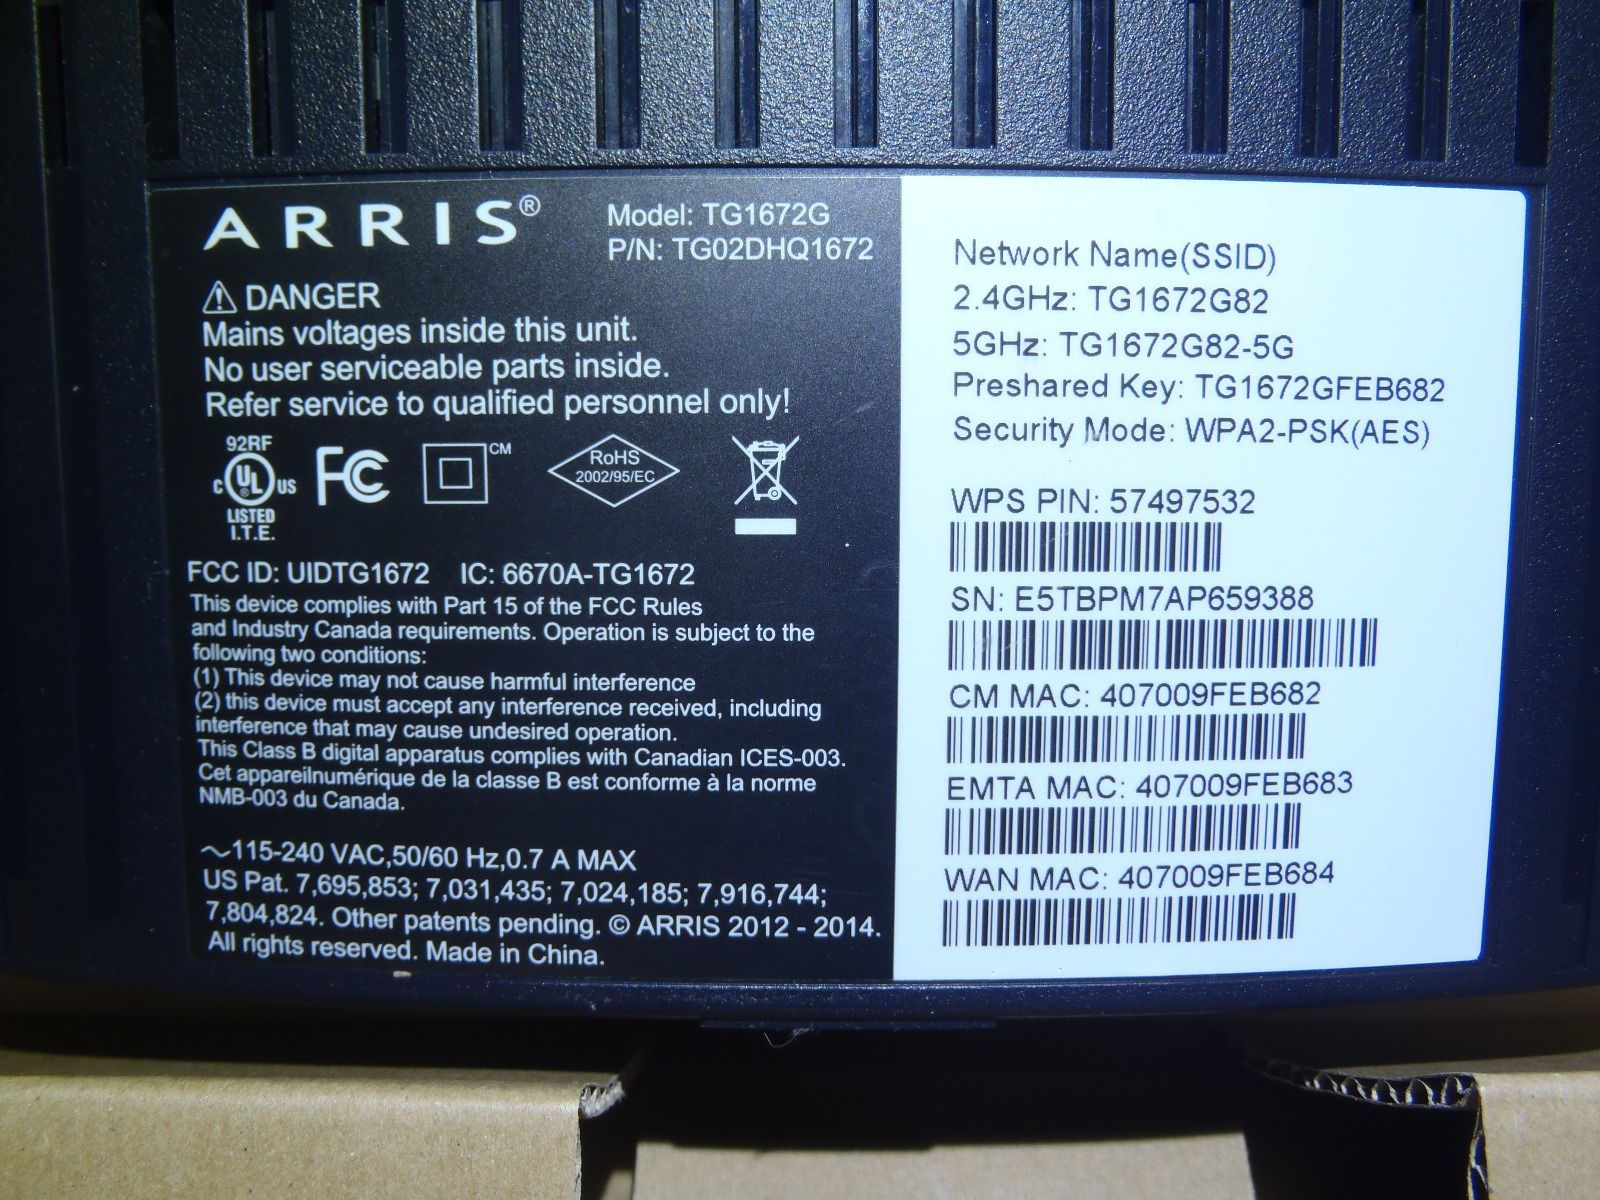 ARRIS®
Model: TG1672G
P/N: TG02DHQ1672
DANGER
Mains voltages inside this unit.
No user serviceable parts inside.
Refer service to qualified personnel only!
92RF
C UL ® US
LISTED
I.T.E.
FC
CM
RoHS
2002/95/EC
FCC ID: UIDTG1672 IC: 6670A-TG1672
This device complies with Part 15 of the FCC Rules
and Industry Canada requirements. Operation is subject to the
following two conditions:
(1) This device may not cause harmful interference
(2) this device must accept any interference received, including
interference that may cause undesired operation.
This Class B digital apparatus complies with Canadian ICES-003.
Cet appareilnumérique de la classe B est conforme à la norme
NMB-003 du Canada.
~115-240 VAC,50/60 Hz,0.7 A MAX
US Pat. 7,695,853; 7,031,435; 7,024,185; 7,916,744;
7,804,824. Other patents pending. © ARRIS 2012 - 2014.
All rights reserved. Made in China.
Network Name(SSID)
2.4GHz: TG1672G82
5GHz: TG1672G82-5G
Preshared Key: TG1672GFEB682
Security Mode: WPA2-PSK(AES)
WPS PIN: 57497532
SN: E5TBPM7AP659388
CM MAC: 407009FEB682
EMTA MAC: 407009FEB683
WAN MAC: 407009FEB684